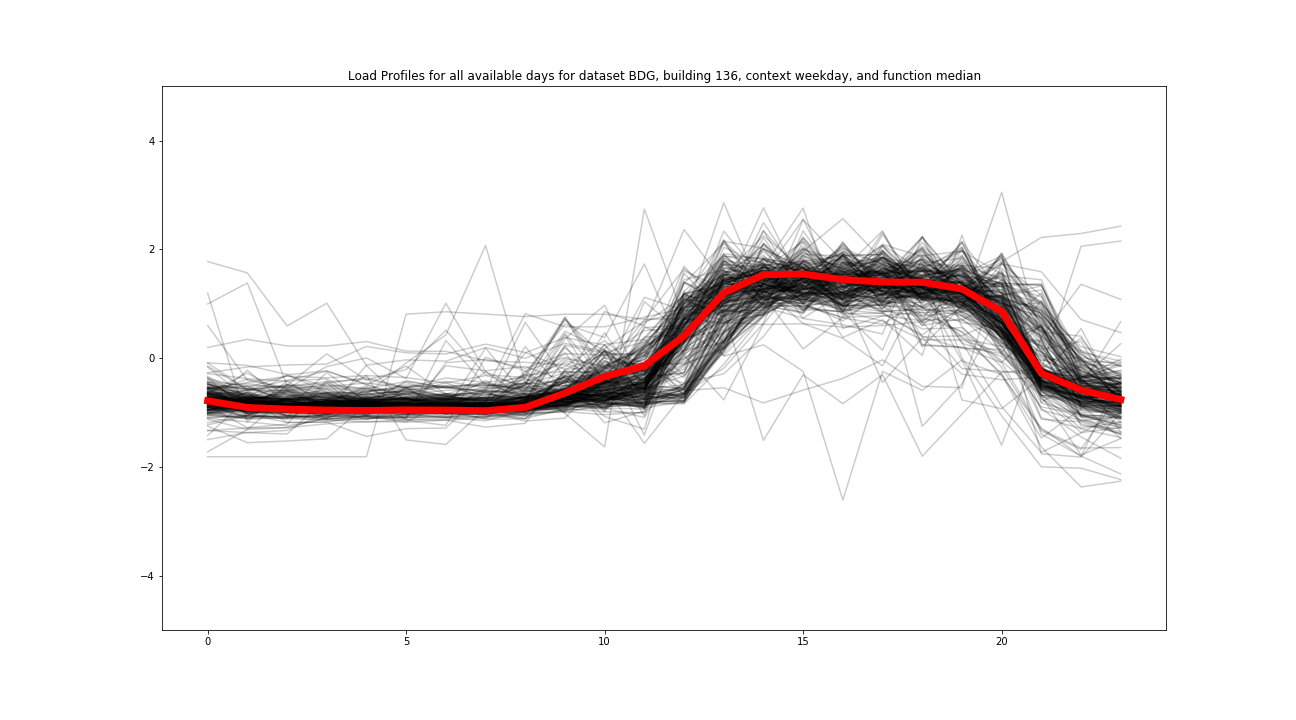 Load Profiles for all available days for dataset BDG, building 136, context weekday, and function median
4
2
0
−2
−4
0 5 10 15 20